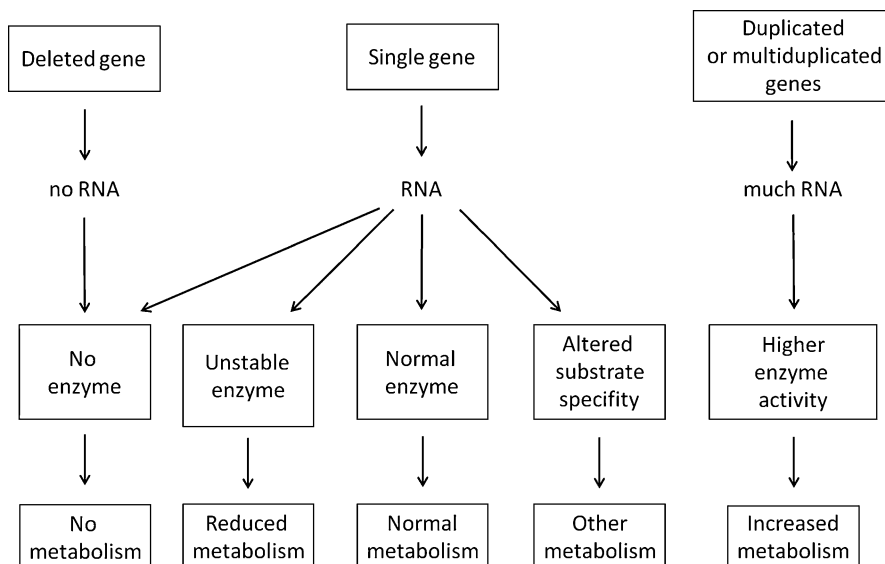 Deleted gene
Single gene
Duplicated
or multiduplicated
genes
no RNA
RNA
much RNA
No
enzyme
Unstable
enzyme
Normal
enzyme
Altered
substrate
specifity
Higher
enzyme
activity
No
metabolism
Reduced
metabolism
Normal
metabolism
Other
metabolism
Increased
metabolism